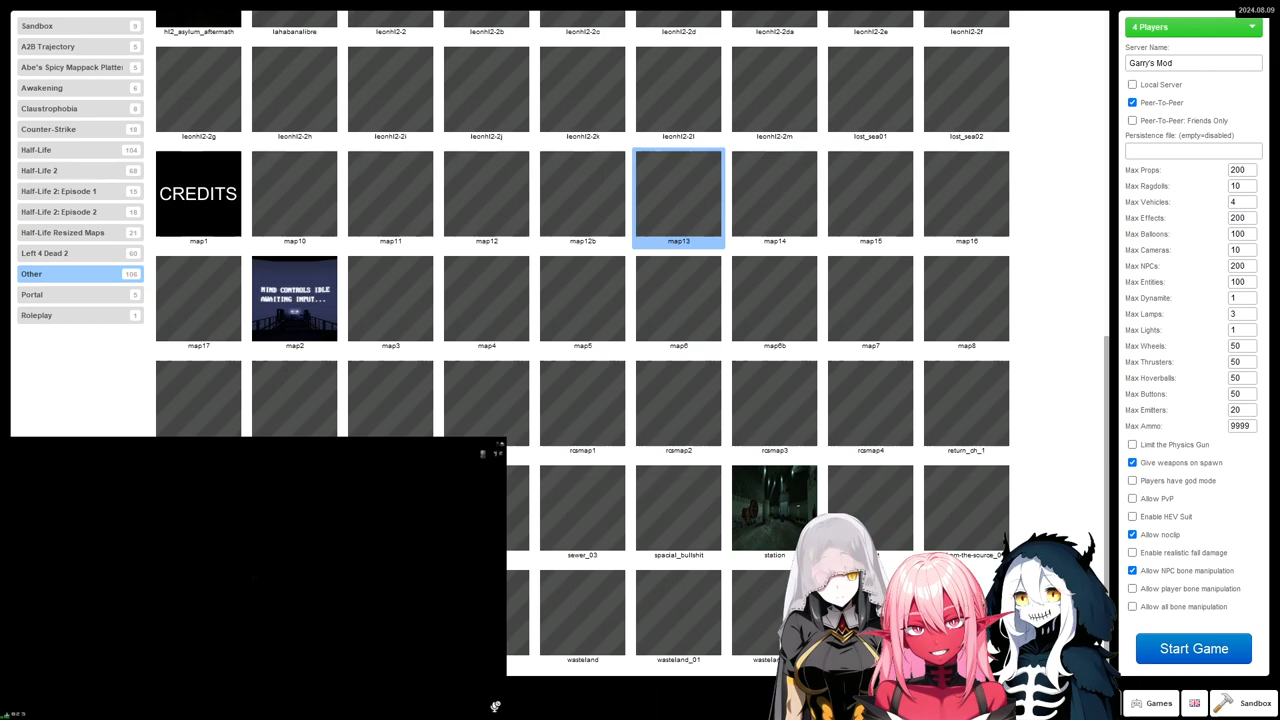 2024.08.09
Sandbox 9
A2B Trajectory 5
Abe's Spicy Mappack Platte 5
Awakening 6
Claustrophobia 8
Counter-Strike 18
Half-Life 104
Half-Life 2 68
Half-Life 2: Episode 1 15
Half-Life 2: Episode 2 18
Half-Life Resized Maps 21
Left 4 Dead 2 60
Other 106
Portal 5
Roleplay 1
hl2_asylum_aftermath lahabanalibre leonhl2-2 leonhl2-2b leonhl2-2c leonhl2-2d leonhl2-2da leonhl2-2e leonhl2-2f
leonhl2-2g leonhl2-2h leonhl2-2i leonhl2-2j leonhl2-2k leonhl2-2l leonhl2-2m lost_sea01 lost_sea02
CREDITS
map1 map10 map11 map12 map12b map13 map14 map15 map16
MIND CONTROLS IDLE
AWAITING INPUT...
map17 map2 map3 map4 map5 map6 map6b map7 map8
rcsmap1 rcsmap2 rcsmap3 rcsmap4 return_ch_1
sewer_03 spacial_bullshit station
wasteland wasteland_01
4 Players
Server Name:
Garry's Mod
Local Server
Peer-To-Peer
Peer-To-Peer: Friends Only
Persistence file: (empty=disabled)
Max Props: 200
Max Ragdolls: 10
Max Vehicles: 4
Max Effects: 200
Max Balloons: 100
Max Cameras: 10
Max NPCs: 200
Max Entities: 100
Max Dynamite: 1
Max Lamps: 3
Max Lights: 1
Max Wheels: 50
Max Thrusters: 50
Max Hoverballs: 50
Max Buttons: 50
Max Emitters: 20
Max Ammo: 9999
Limit the Physics Gun
Give weapons on spawn
Players have god mode
Allow PvP
Enable HEV Suit
Allow noclip
Enable realistic fall damage
Allow NPC bone manipulation
Allow player bone manipulation
Allow all bone manipulation
Start Game
Games
Sandbox